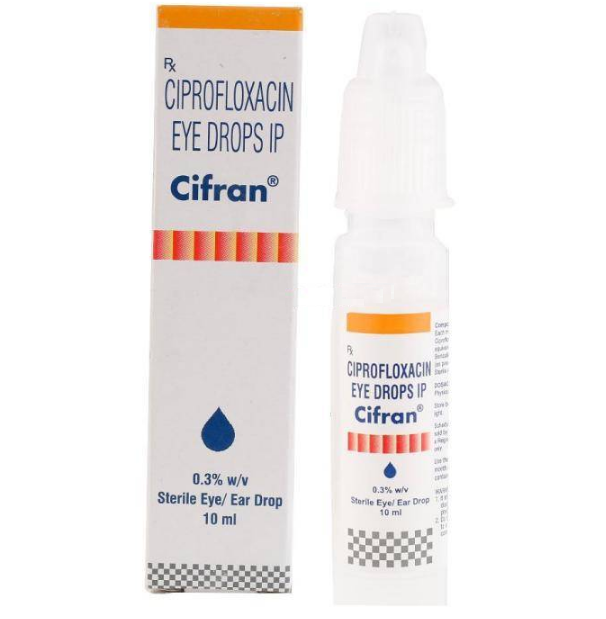 Rx
CIPROFLOXACIN
EYE DROPS IP
Cifran®
0.3% w/v
Sterile Eye/ Ear Drop
10 ml
Rx
CIPROFLOXACIN
EYE DROPS IP
Cifran®
0.3% w/v
Sterile Eye/ Ear Drop
10 ml